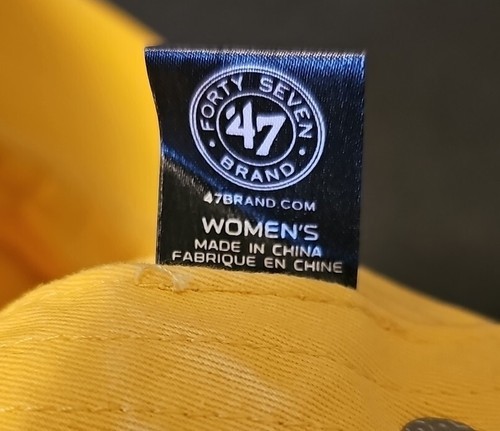 FORTY SEVEN
'47
BRAND
47BRAND.COM
WOMEN'S
MADE IN CHINA
FABRIQUE EN CHINE